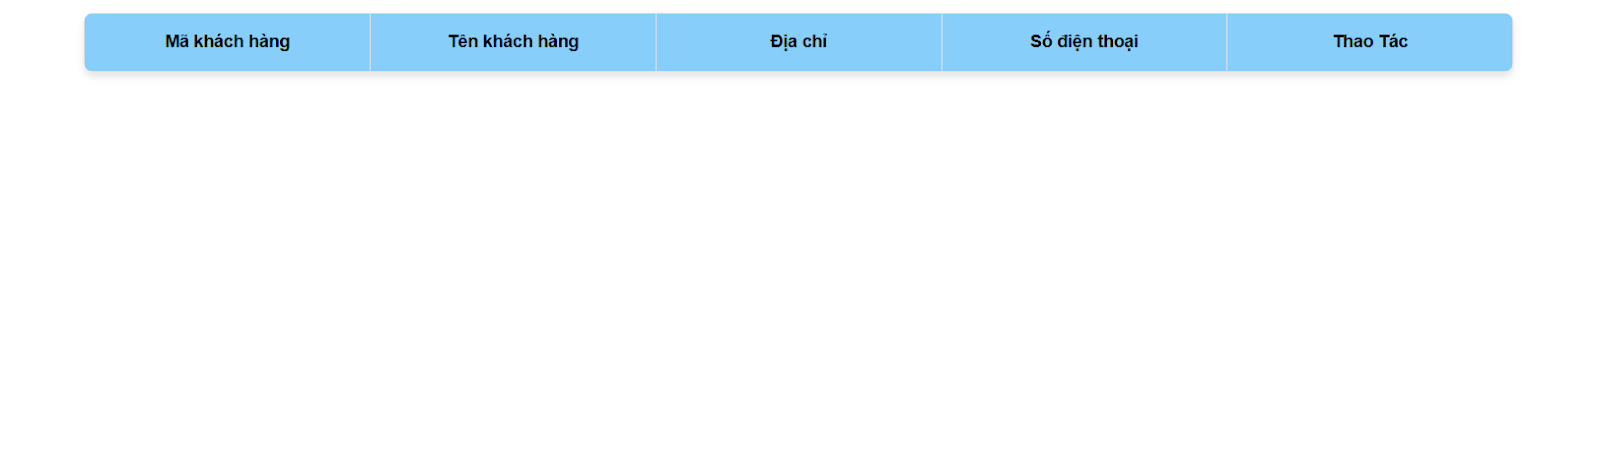 Mã khách hàng Tên khách hàng Địa chỉ Số điện thoại Thao Tác